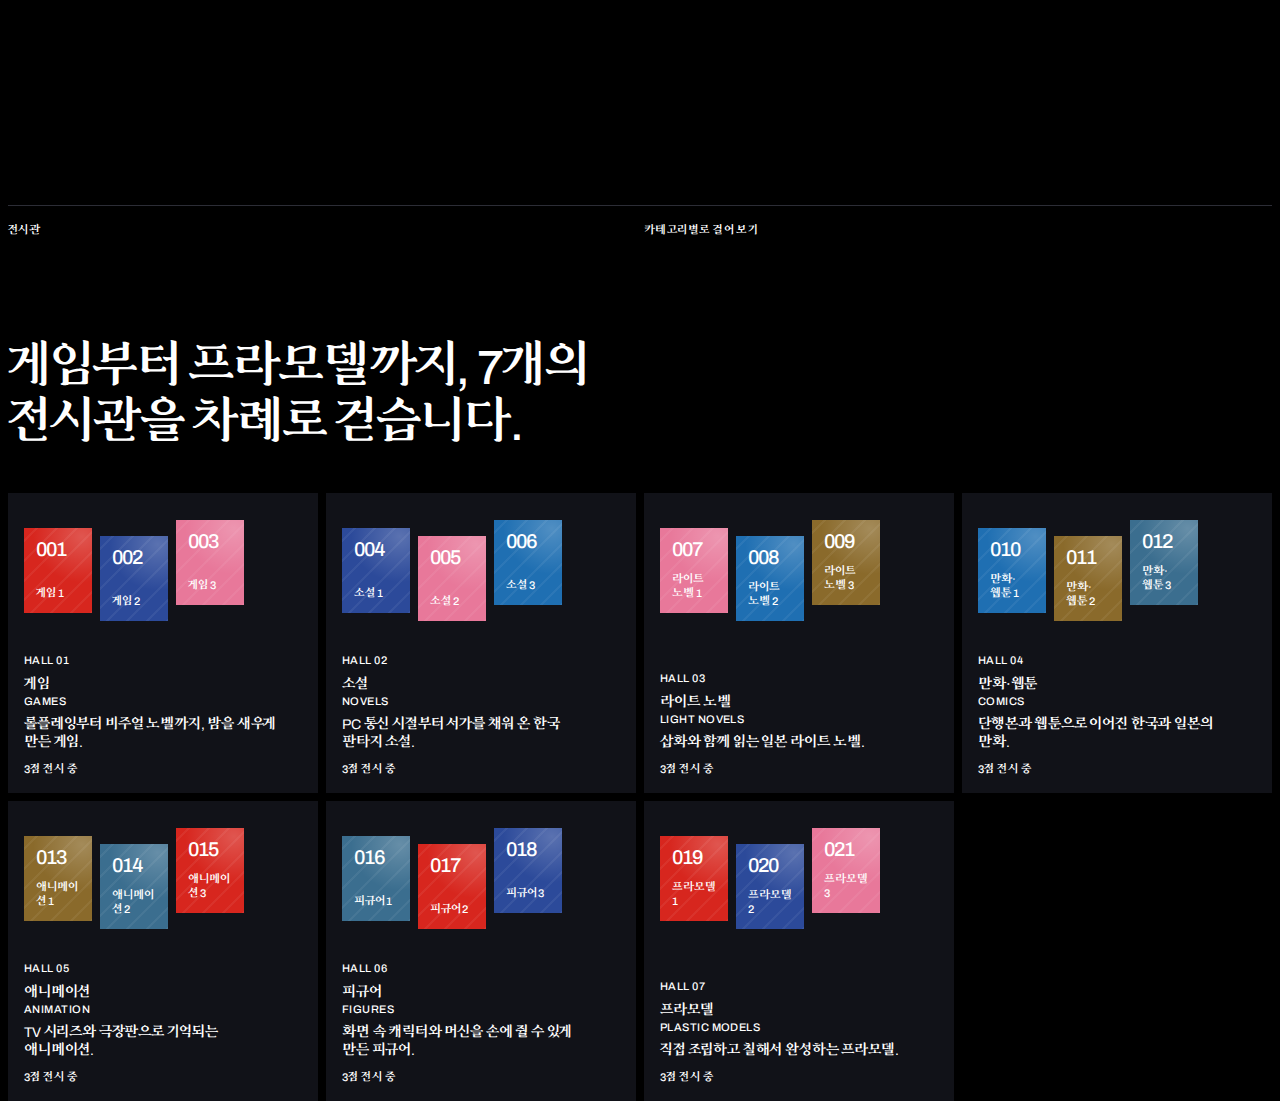 전시관
카테고리별로 걸어보기
게임부터 프라모델까지, 7개의
전시관을 차례로 걷습니다.
001
게임 1
002
게임 2
003
게임 3
HALL 01
게임
GAMES
롤플레잉부터 비주얼 노벨까지, 밤을 새우게
만든 게임.
3점 전시 중
004
소설 1
005
소설 2
006
소설 3
HALL 02
소설
NOVELS
PC 통신 시절부터 서가를 채워 온 한국
판타지 소설.
3점 전시 중
007
라이트
노벨 1
008
라이트
노벨 2
009
라이트
노벨 3
HALL 03
라이트 노벨
LIGHT NOVELS
삽화와 함께 읽는 일본 라이트 노벨.
3점 전시 중
010
만화·
웹툰 1
011
만화·
웹툰 2
012
만화·
웹툰 3
HALL 04
만화·웹툰
COMICS
단행본과 웹툰으로 이어진 한국과 일본의
만화.
3점 전시 중
013
애니메이
션 1
014
애니메이
션 2
015
애니메이
션 3
HALL 05
애니메이션
ANIMATION
TV 시리즈와 극장판으로 기억되는
애니메이션.
3점 전시 중
016
피규어 1
017
피규어 2
018
피규어 3
HALL 06
피규어
FIGURES
화면 속 캐릭터와 머신을 손에 쥘 수 있게
만든 피규어.
3점 전시 중
019
프라모델
1
020
프라모델
2
021
프라모델
3
HALL 07
프라모델
PLASTIC MODELS
직접 조립하고 칠해서 완성하는 프라모델.
3점 전시 중